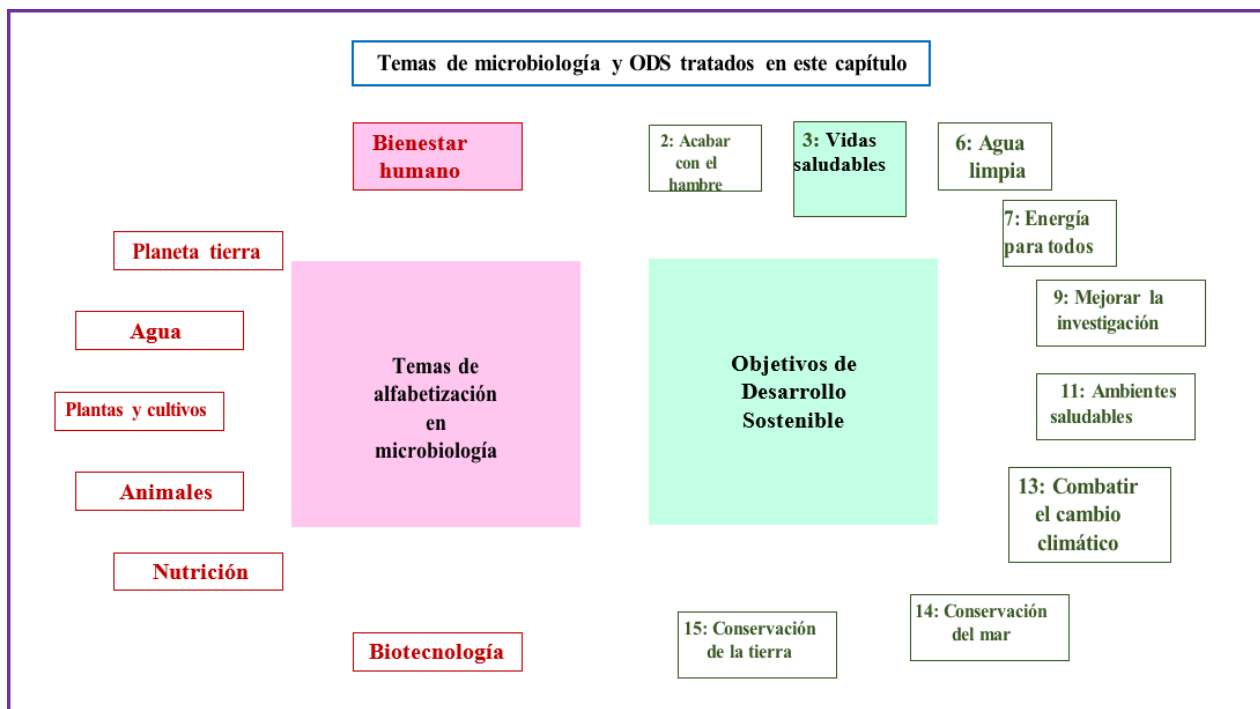 Temas de microbiología y ODS tratados en este capítulo
Bienestar
humano
Planeta tierra
Agua
Plantas y cultivos
Animales
Nutrición
Biotecnología
Temas de
alfabetización
en
microbiología
Objetivos de
Desarrollo
Sostenible
2: Acabar
con el
hambre
3: Vidas
saludables
6: Agua
limpia
7: Energía
para todos
9: Mejorar la
investigación
11: Ambientes
saludables
13: Combatir
el cambio
climático
14: Conservación
del mar
15: Conservación
de la tierra